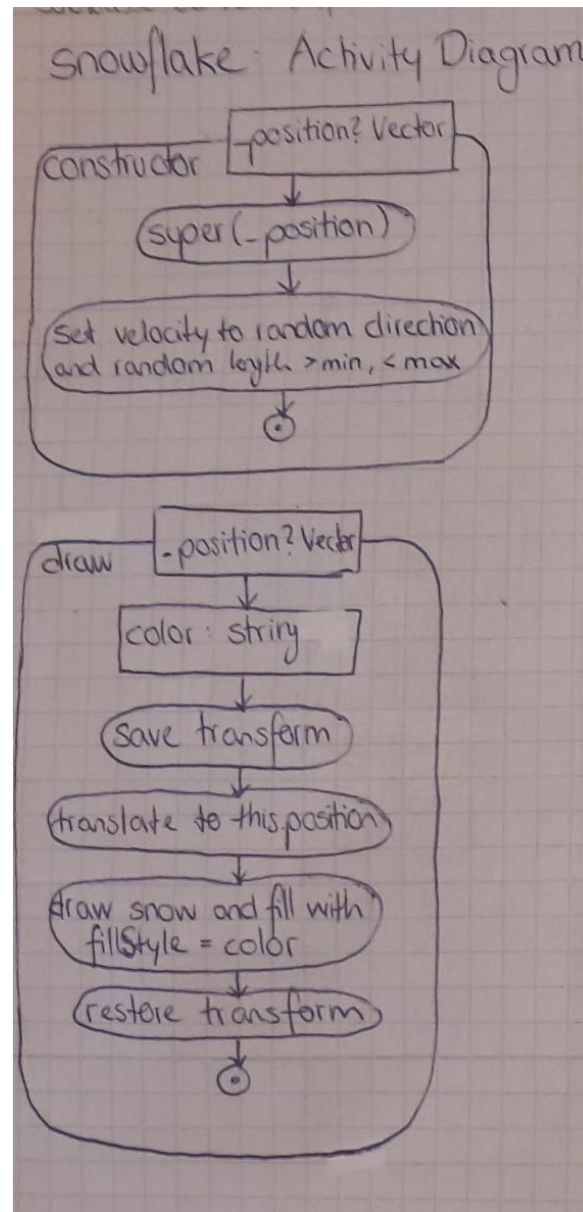 Snowflake: Activity Diagram
constructor
_position? Vector
super(_position)
set velocity to random direction
and random length >min, < max
draw
_position? Vector
color: string
save transform
translate to this.position
draw snow and fill with
fillStyle = color
restore transform